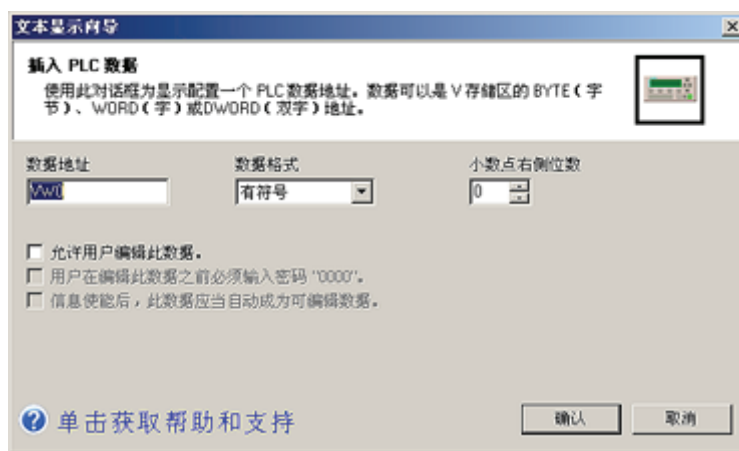 文本显示向导
插入 PLC 数据
使用此对话框为显示配置一个 PLC 数据地址。数据可以是 V 存储区的 BYTE（字
节）、WORD（字）或DWORD（双字）地址。
数据地址 数据格式 小数点右侧位数
VW0 有符号 0
允许用户编辑此数据。
用户在编辑此数据之前必须输入密码 "0000"。
信息使能后，此数据应当自动成为可编辑数据。
单击获取帮助和支持 确认 取消